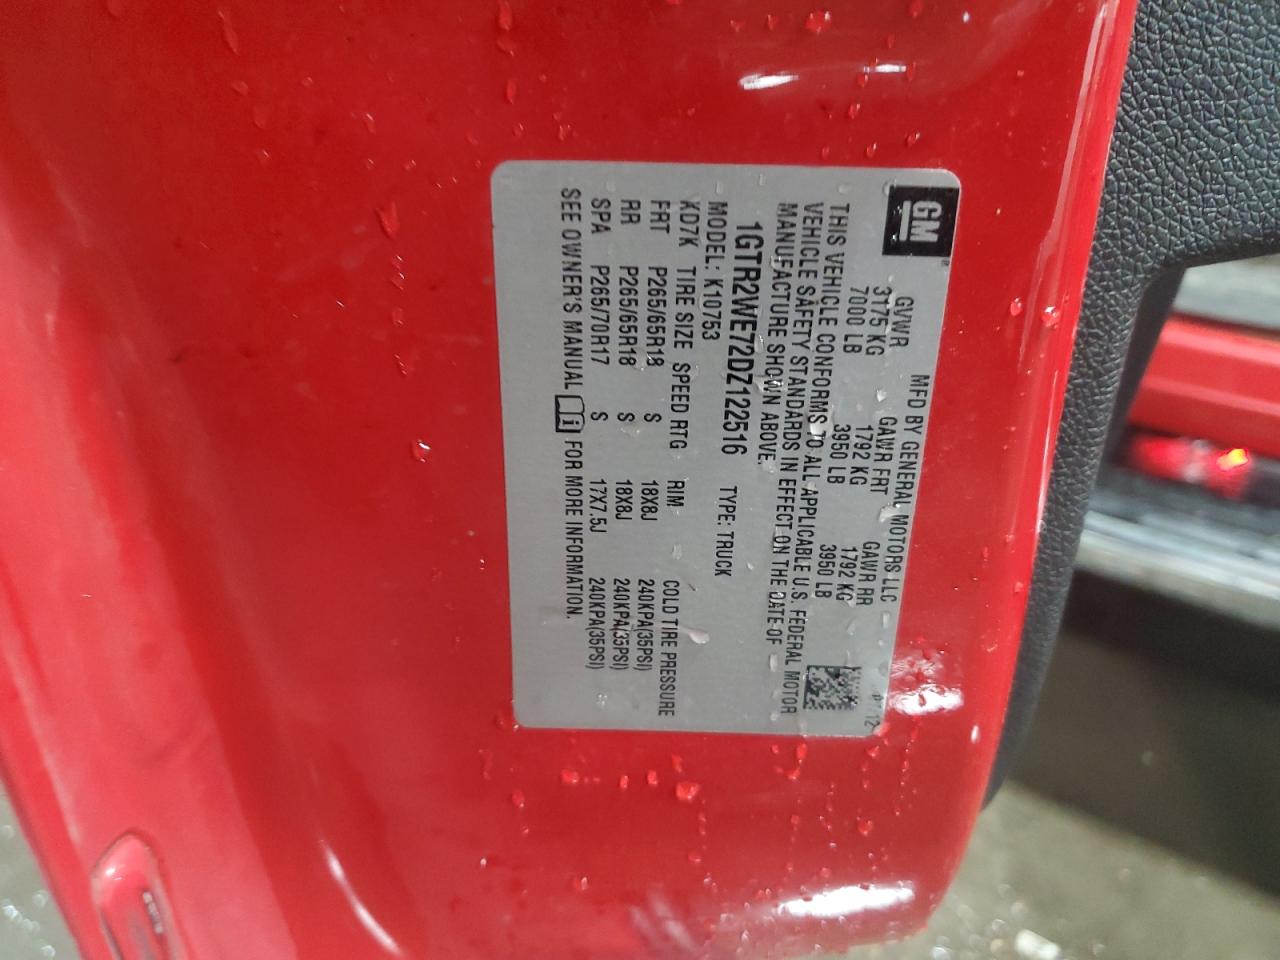 GM
MFD BY GENERAL MOTORS LLC
GVWR GAWR FRT GAWR RR
3175 KG 1792 KG 1792 KG
7000 LB 3950 LB 3950 LB
THIS VEHICLE CONFORMS TO ALL APPLICABLE U.S. FEDERAL MOTOR
VEHICLE SAFETY STANDARDS IN EFFECT ON THE DATE OF
MANUFACTURE SHOWN ABOVE.
1GTR2WE72DZ122516 TYPE: TRUCK
MODEL: K10753
XD7K TIRE SIZE SPEED RTG RIM COLD TIRE PRESSURE
FRT P265/65R18 S 18X8J 240KPA(35PSI)
RR P265/65R18 S 18X8J 240KPA(35PSI)
SPA P265/70R17 S 17X7.5J 240KPA(35PSI)
SEE OWNER'S MANUAL FOR MORE INFORMATION.